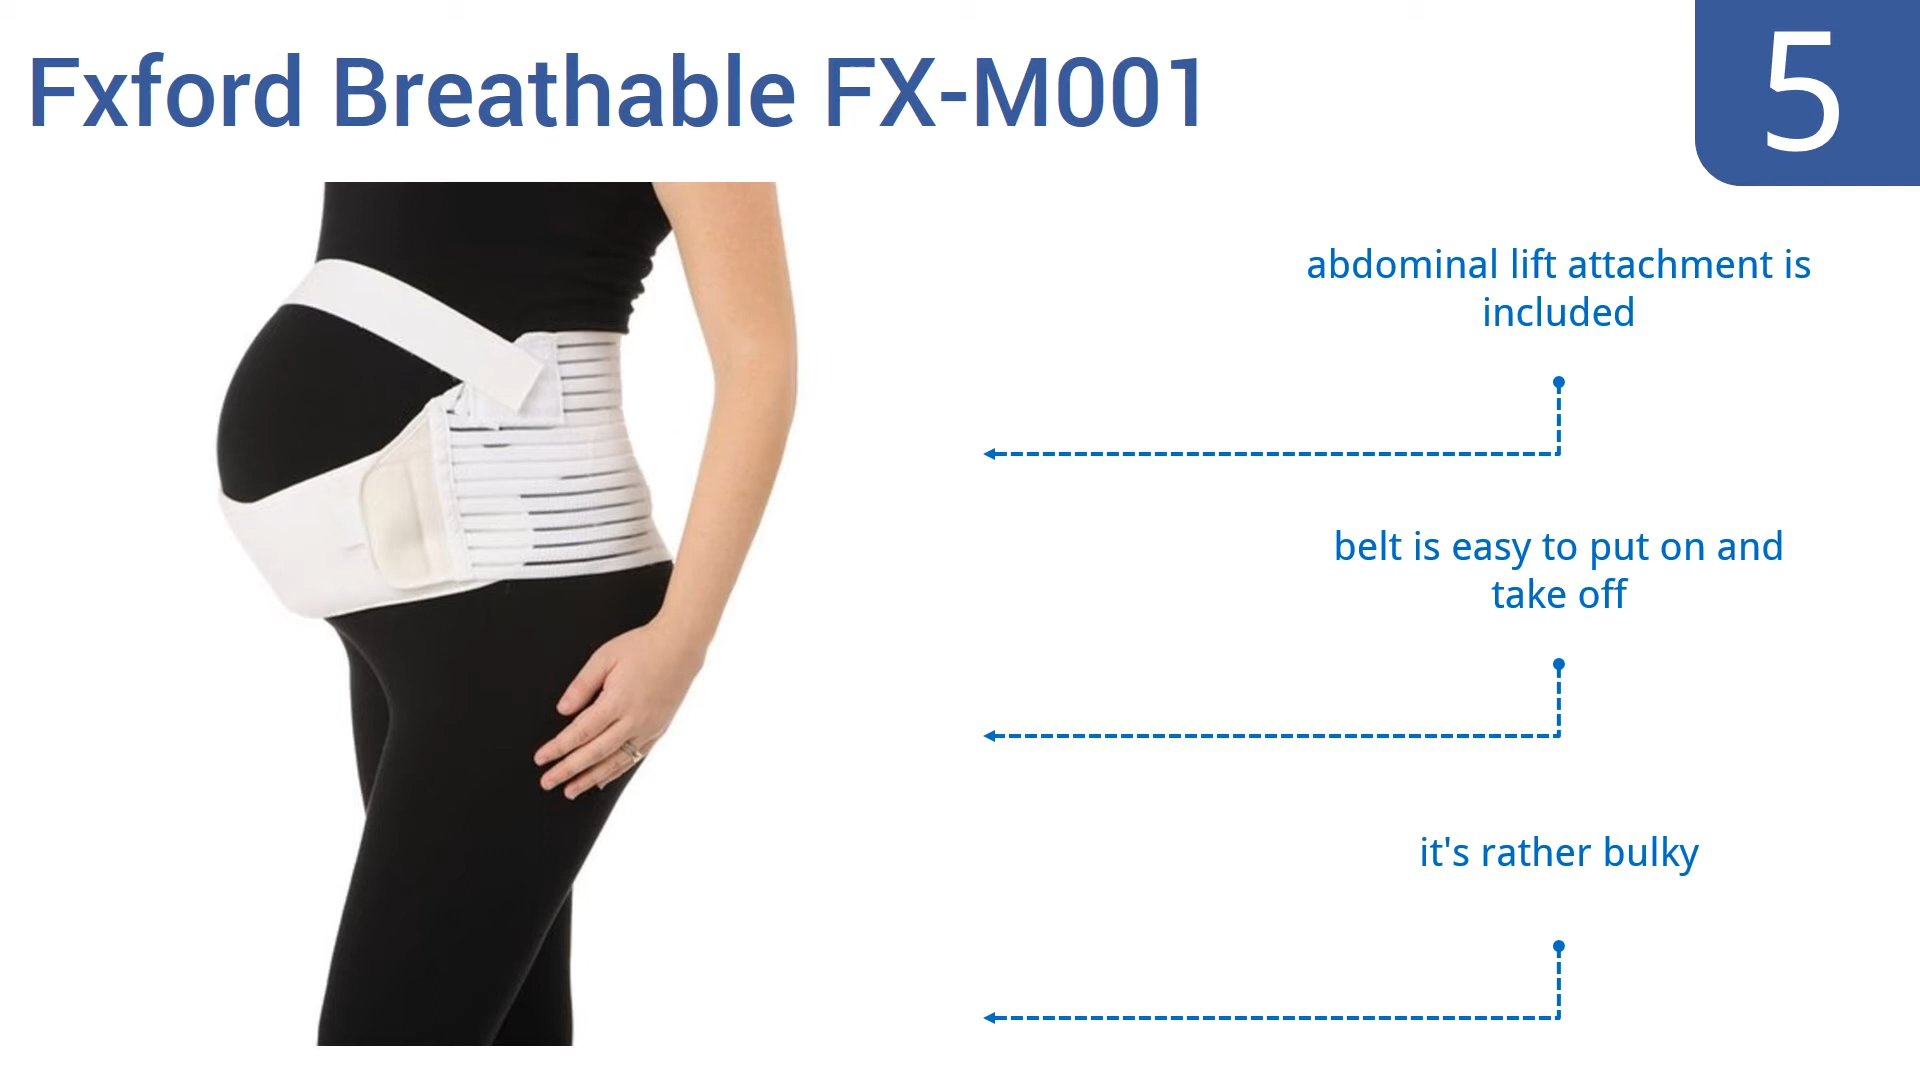 Fxford Breathable FX-M001
5
abdominal lift attachment is
included
belt is easy to put on and
take off
it's rather bulky